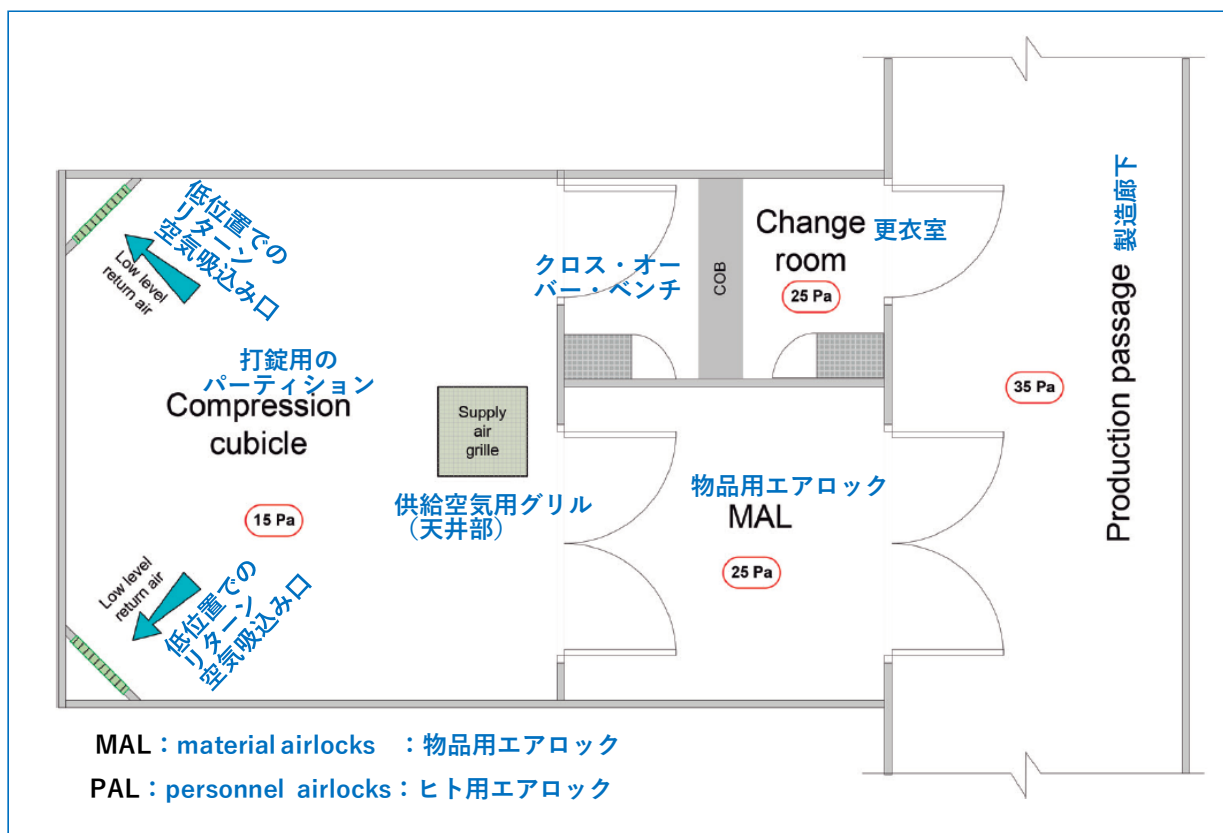 低位置での
リターン
空気吸込み口
Low level
return air
打錠用の
パーティション
Compression
cubicle
15 Pa
Supply
air
grille
供給空気用グリル
（天井部）
Low level
return air
低位置での
リターン
空気吸込み口
クロス・オー
バー・ベンチ
COB
Change
room
更衣室
25 Pa
物品用エアロック
MAL
25 Pa
35 Pa
Production passage
製造廊下
MAL：material airlocks ：物品用エアロック
PAL：personnel airlocks：ヒト用エアロック